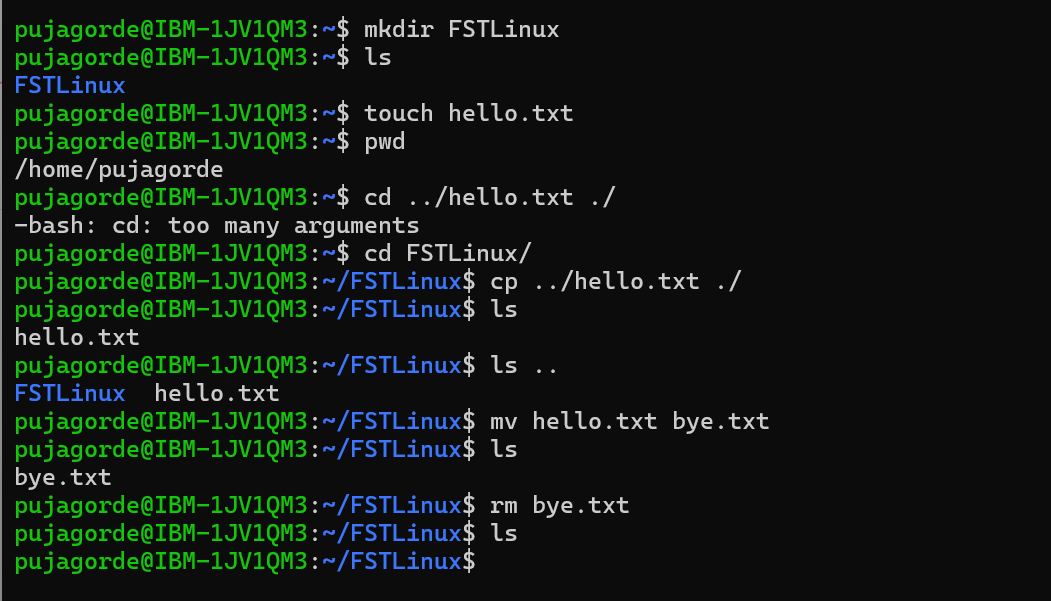 pujagorde@IBM-1JV1QM3:~$ mkdir FSTLinux
pujagorde@IBM-1JV1QM3:~$ ls
FSTLinux
pujagorde@IBM-1JV1QM3:~$ touch hello.txt
pujagorde@IBM-1JV1QM3:~$ pwd
/home/pujagorde
pujagorde@IBM-1JV1QM3:~$ cd ../hello.txt ./
-bash: cd: too many arguments
pujagorde@IBM-1JV1QM3:~$ cd FSTLinux/
pujagorde@IBM-1JV1QM3:~/FSTLinux$ cp ../hello.txt ./
pujagorde@IBM-1JV1QM3:~/FSTLinux$ ls
hello.txt
pujagorde@IBM-1JV1QM3:~/FSTLinux$ ls ..
FSTLinux  hello.txt
pujagorde@IBM-1JV1QM3:~/FSTLinux$ mv hello.txt bye.txt
pujagorde@IBM-1JV1QM3:~/FSTLinux$ ls
bye.txt
pujagorde@IBM-1JV1QM3:~/FSTLinux$ rm bye.txt
pujagorde@IBM-1JV1QM3:~/FSTLinux$ ls
pujagorde@IBM-1JV1QM3:~/FSTLinux$